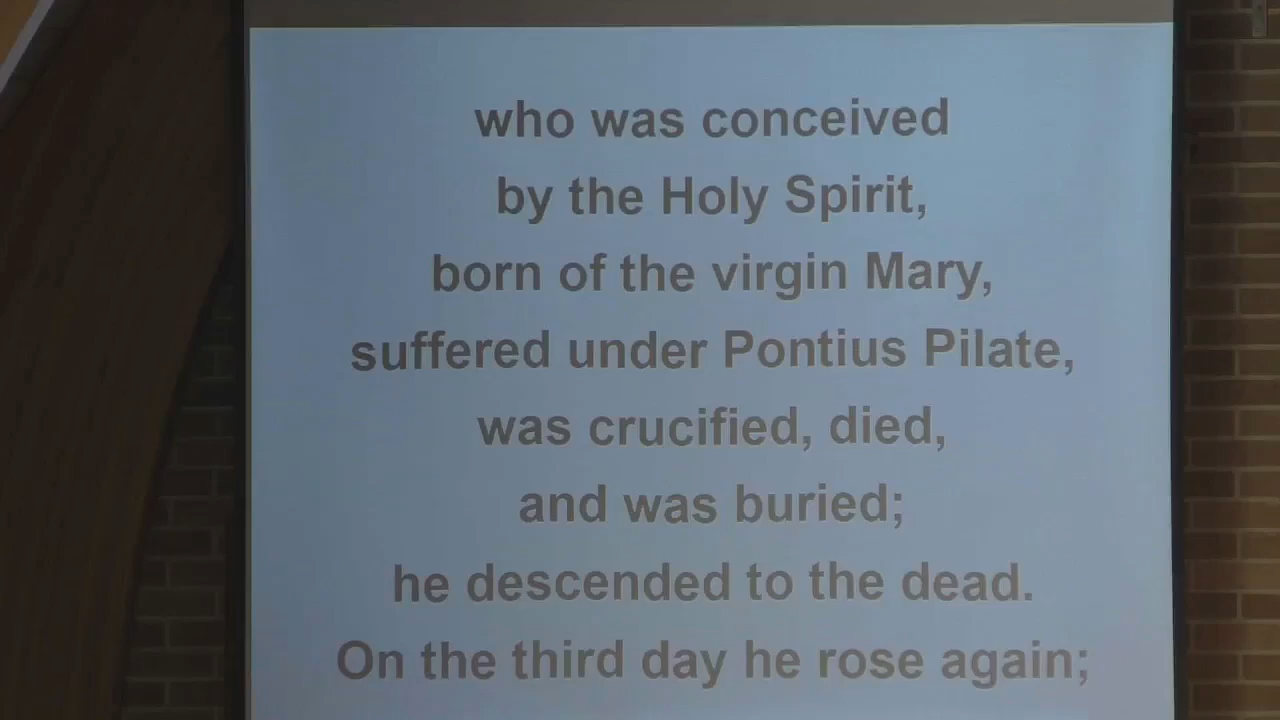 who was conceived
by the Holy Spirit,
born of the virgin Mary,
suffered under Pontius Pilate,
was crucified, died,
and was buried;
he descended to the dead.
On the third day he rose again;